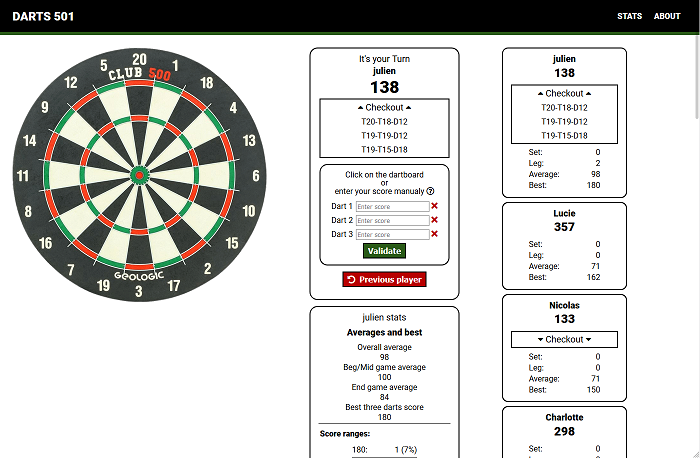 DARTS 501
STATS
ABOUT
20
1
18
4
13
6
10
15
2
17
3
19
7
16
8
11
14
9
12
5
CLUB 500
GEOLOGIC
It's your Turn
julien
138
Checkout
T20-T18-D12
T19-T19-D12
T19-T15-D18
Click on the dartboard
or
enter your score manualy ?
Dart 1 Enter score
Dart 2 Enter score
Dart 3 Enter score
Validate
Previous player
julien stats
Averages and best
Overall average
98
Beg/Mid game average
100
End game average
84
Best three darts score
180
Score ranges:
180: 1 (7%)
julien
138
Checkout
T20-T18-D12
T19-T19-D12
T19-T15-D18
Set: 0
Leg: 2
Average: 98
Best: 180
Lucie
357
Set: 0
Leg: 0
Average: 71
Best: 162
Nicolas
133
Checkout
Set: 0
Leg: 0
Average: 71
Best: 150
Charlotte
298
Set: 0